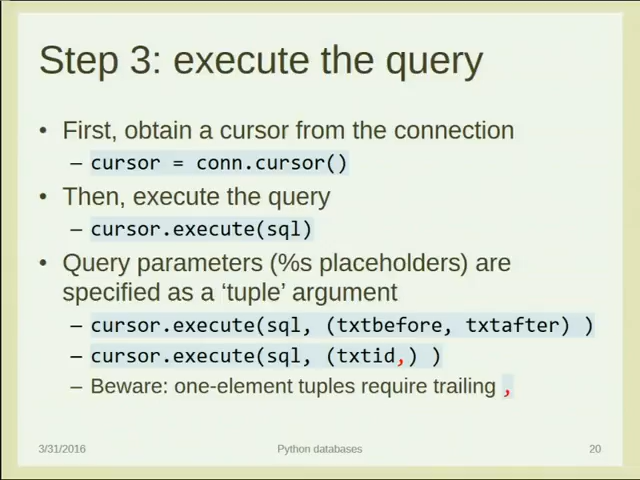 Step 3: execute the query
• First, obtain a cursor from the connection
– cursor = conn.cursor()
• Then, execute the query
– cursor.execute(sql)
• Query parameters (%s placeholders) are
specified as a ‘tuple’ argument
– cursor.execute(sql, (txtbefore, txtafter) )
– cursor.execute(sql, (txtid,) )
– Beware: one-element tuples require trailing ,
3/31/2016
Python databases
20